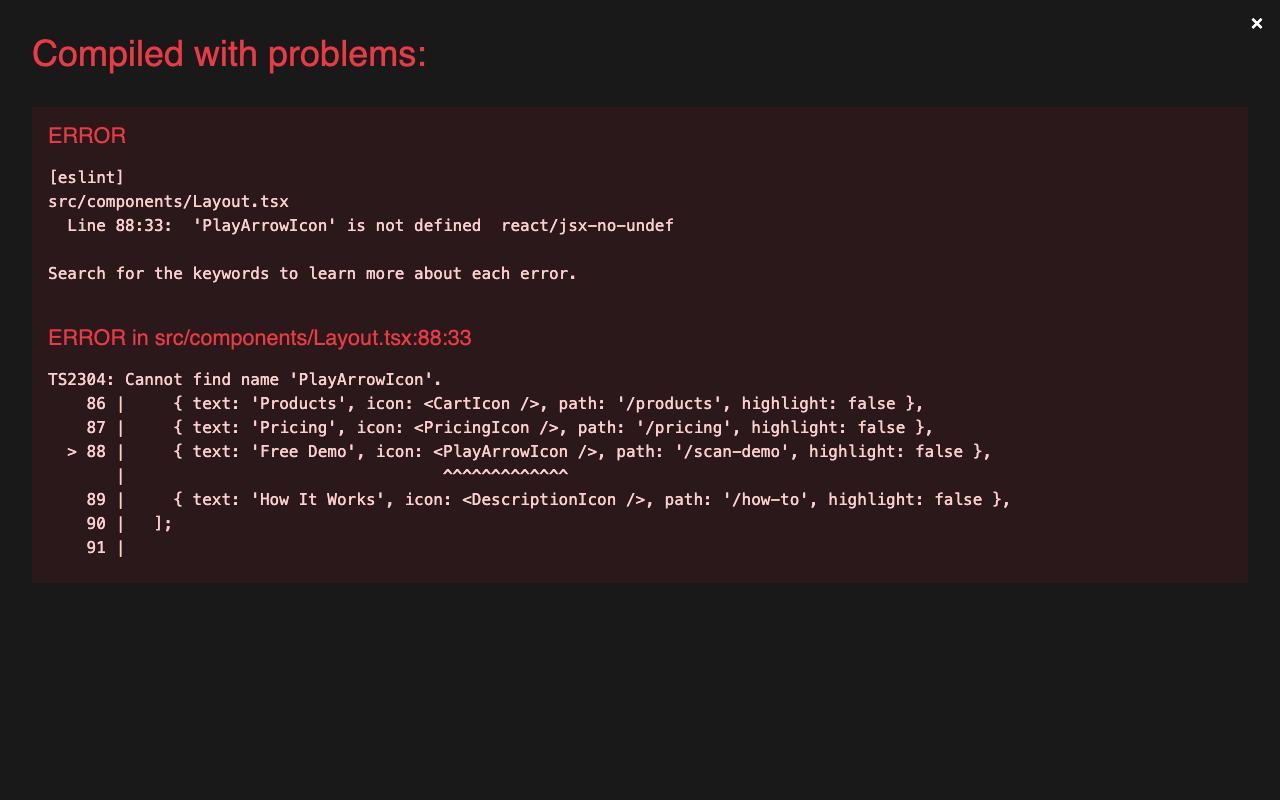 ×
Compiled with problems:
ERROR
[eslint]
src/components/Layout.tsx
  Line 88:33:  'PlayArrowIcon' is not defined  react/jsx-no-undef
Search for the keywords to learn more about each error.
ERROR in src/components/Layout.tsx:88:33
TS2304: Cannot find name 'PlayArrowIcon'.
    86 |     { text: 'Products', icon: <CartIcon />, path: '/products', highlight: false },
    87 |     { text: 'Pricing', icon: <PricingIcon />, path: '/pricing', highlight: false },
  > 88 |     { text: 'Free Demo', icon: <PlayArrowIcon />, path: '/scan-demo', highlight: false },
       |                                 ^^^^^^^^^^^^^
    89 |     { text: 'How It Works', icon: <DescriptionIcon />, path: '/how-to', highlight: false },
    90 |   ];
    91 |